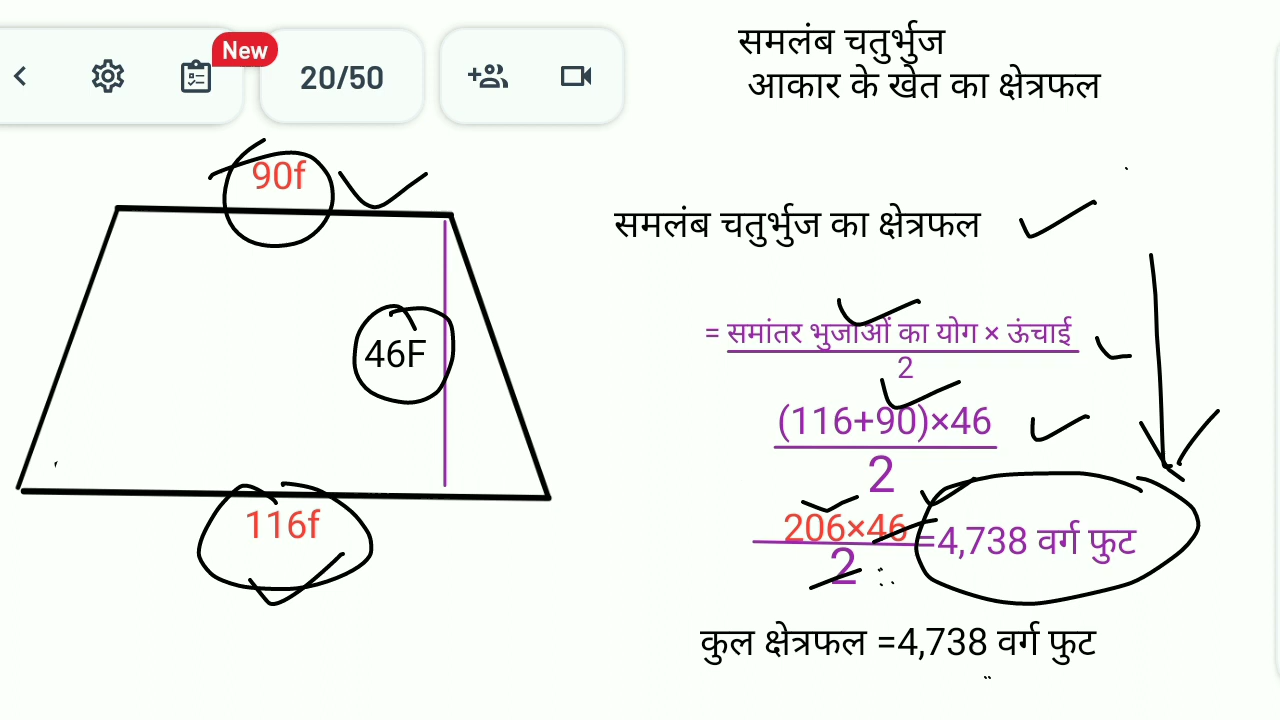 New
20/50
समलंब चतुर्भुज
आकार के खेत का क्षेत्रफल
90f
समलंब चतुर्भुज का क्षेत्रफल
= समांतर भुजाओं का योग × ऊंचाई
2
46F
(116+90)×46
2
116f
206×46 =4,738 वर्ग फुट
2
कुल क्षेत्रफल =4,738 वर्ग फुट